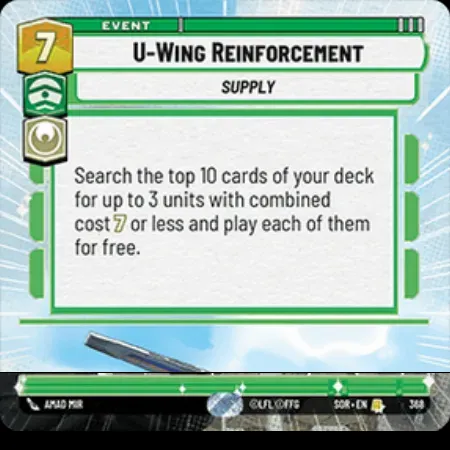 7
EVENT
U-WING REINFORCEMENT
SUPPLY
Search the top 10 cards of your deck
for up to 3 units with combined
cost 7 or less and play each of them
for free.
AMAD MIR
©LFL ©FFG
SOR • EN
368